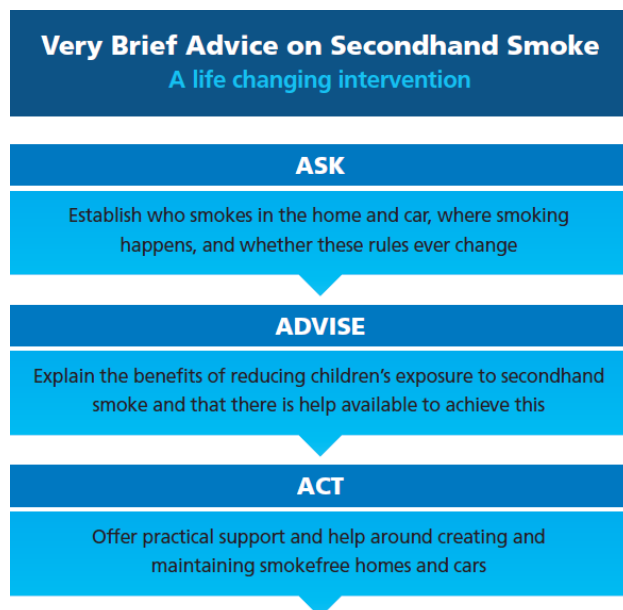 Very Brief Advice on Secondhand Smoke
A life changing intervention
ASK
Establish who smokes in the home and car, where smoking
happens, and whether these rules ever change
ADVISE
Explain the benefits of reducing children’s exposure to secondhand
smoke and that there is help available to achieve this
ACT
Offer practical support and help around creating and
maintaining smokefree homes and cars